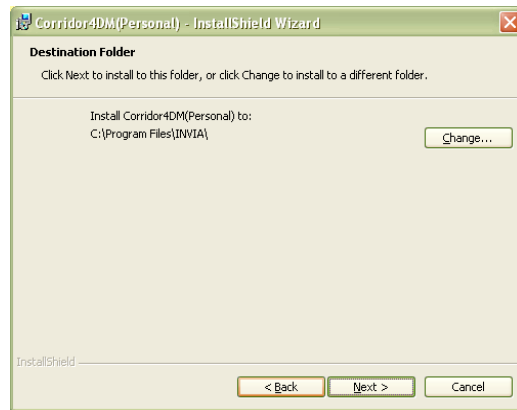 Corridor4DM(Personal) - InstallShield Wizard
Destination Folder
Click Next to install to this folder, or click Change to install to a different folder.
Install Corridor4DM(Personal) to:
C:\Program Files\INVIA\
Change...
InstallShield
< Back
Next >
Cancel